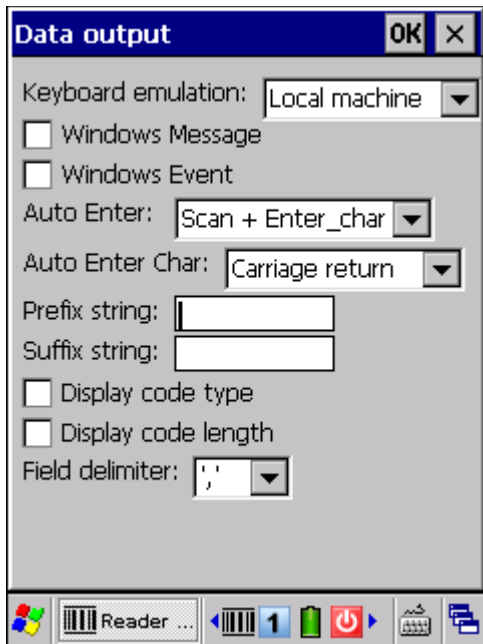 Data output OK ×
Keyboard emulation: Local machine
Windows Message
Windows Event
Auto Enter: Scan + Enter_char
Auto Enter Char: Carriage return
Prefix string:
Suffix string:
Display code type
Display code length
Field delimiter: ','
Reader ... 1